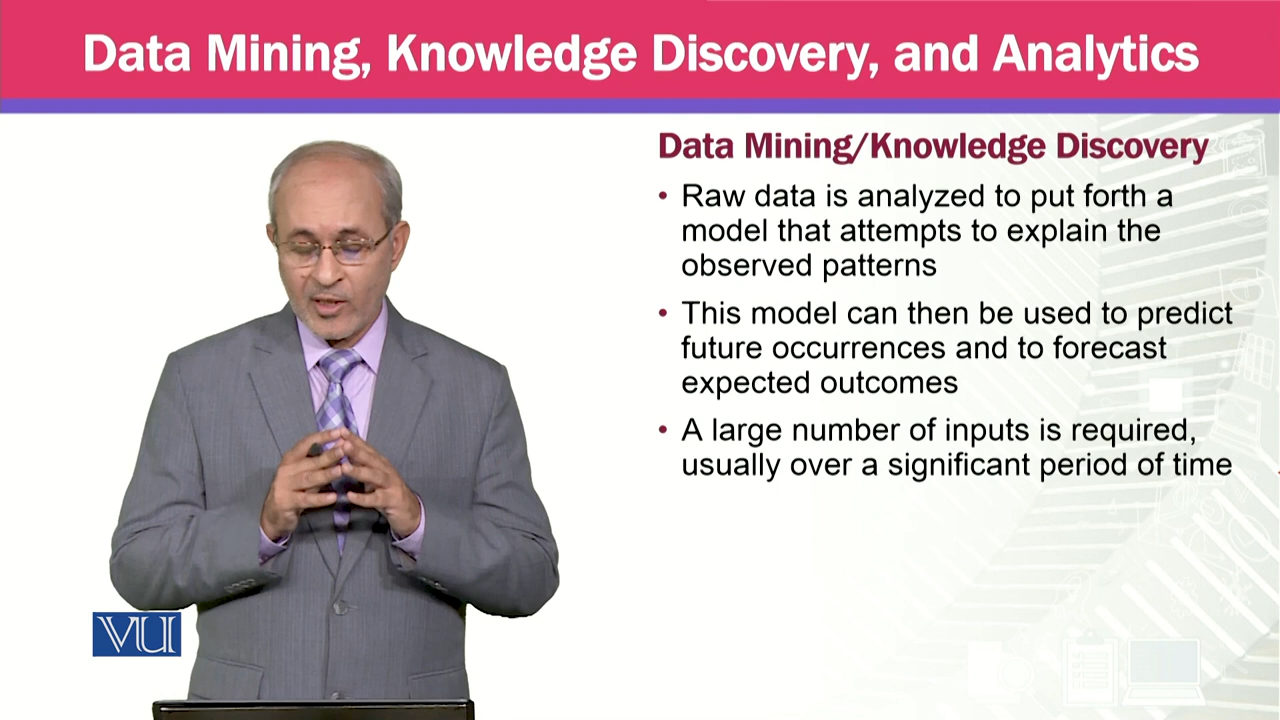 Data Mining, Knowledge Discovery, and Analytics
Data Mining/Knowledge Discovery
• Raw data is analyzed to put forth a
model that attempts to explain the
observed patterns
• This model can then be used to predict
future occurrences and to forecast
expected outcomes
• A large number of inputs is required,
usually over a significant period of time
VU